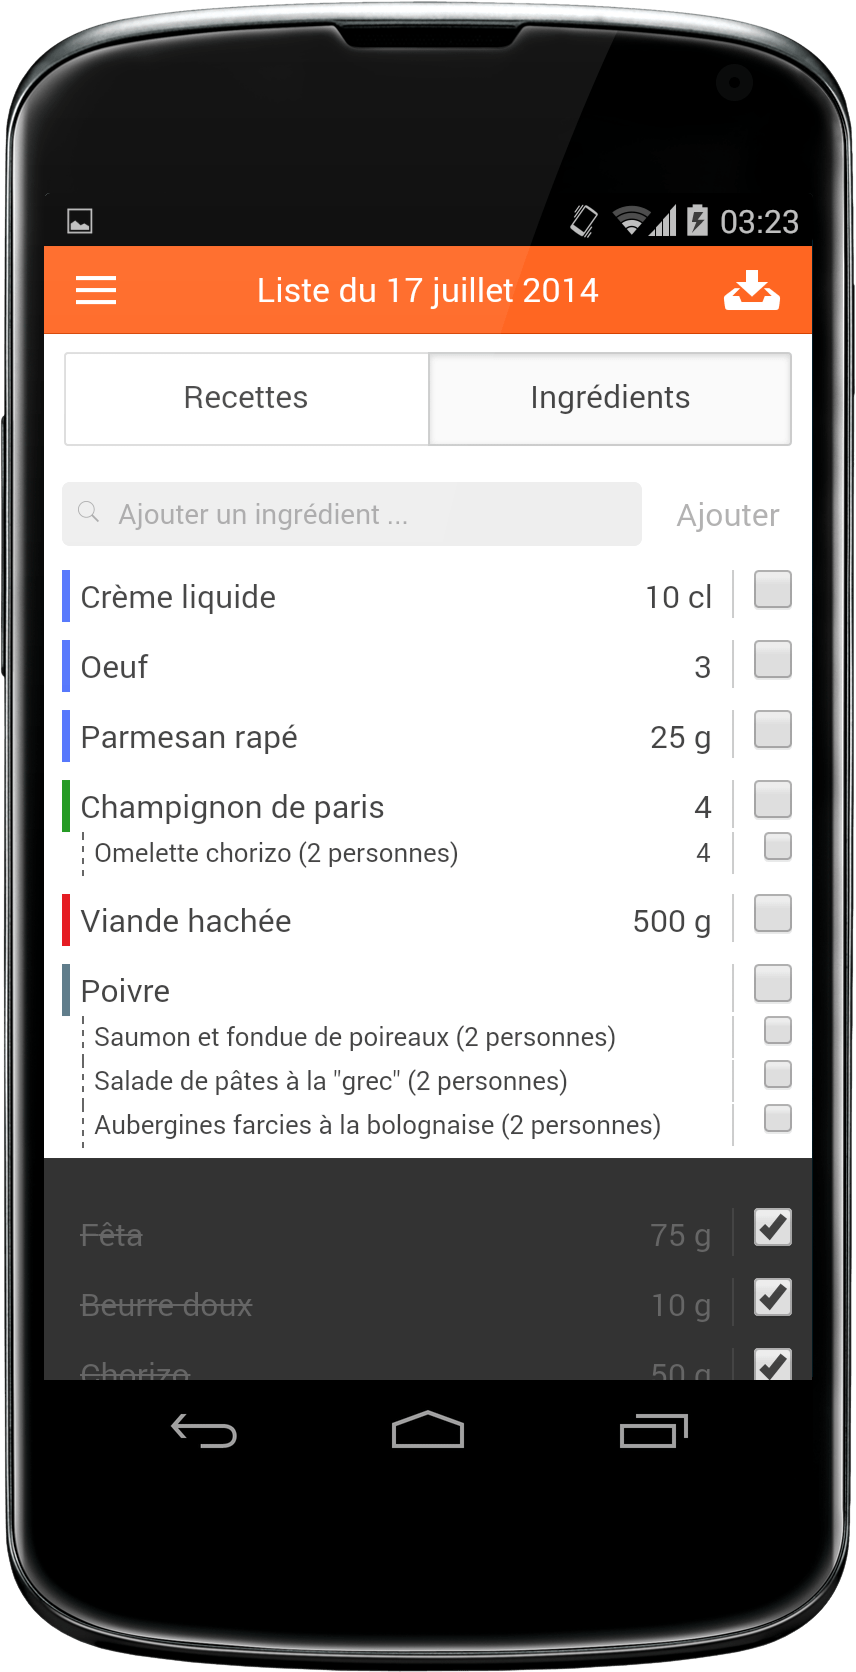 03:23
Liste du 17 juillet 2014
Recettes Ingrédients
Ajouter un ingrédient ... Ajouter
Crème liquide 10 cl
Oeuf 3
Parmesan rapé 25 g
Champignon de paris 4
Omelette chorizo (2 personnes) 4
Viande hachée 500 g
Poivre
Saumon et fondue de poireaux (2 personnes)
Salade de pâtes à la "grec" (2 personnes)
Aubergines farcies à la bolognaise (2 personnes)
Fêta 75 g
Beurre doux 10 g
Chorizo 50 g